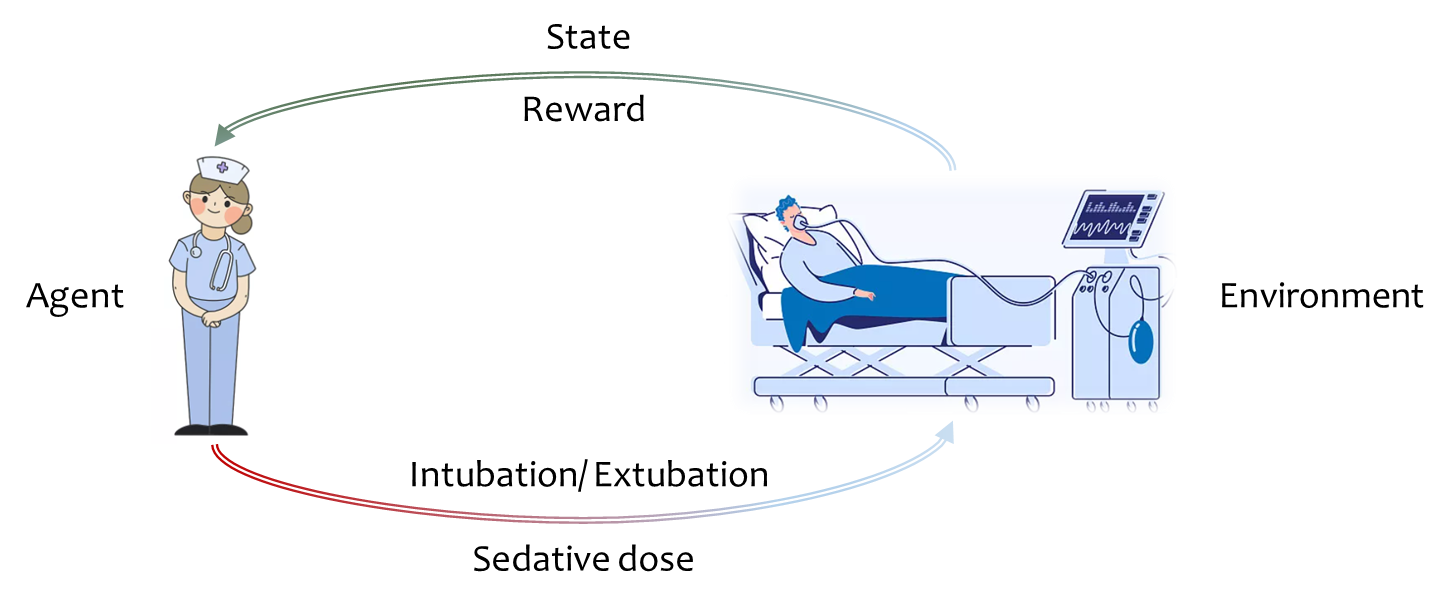 State
Reward
Agent
Environment
Intubation/ Extubation
Sedative dose